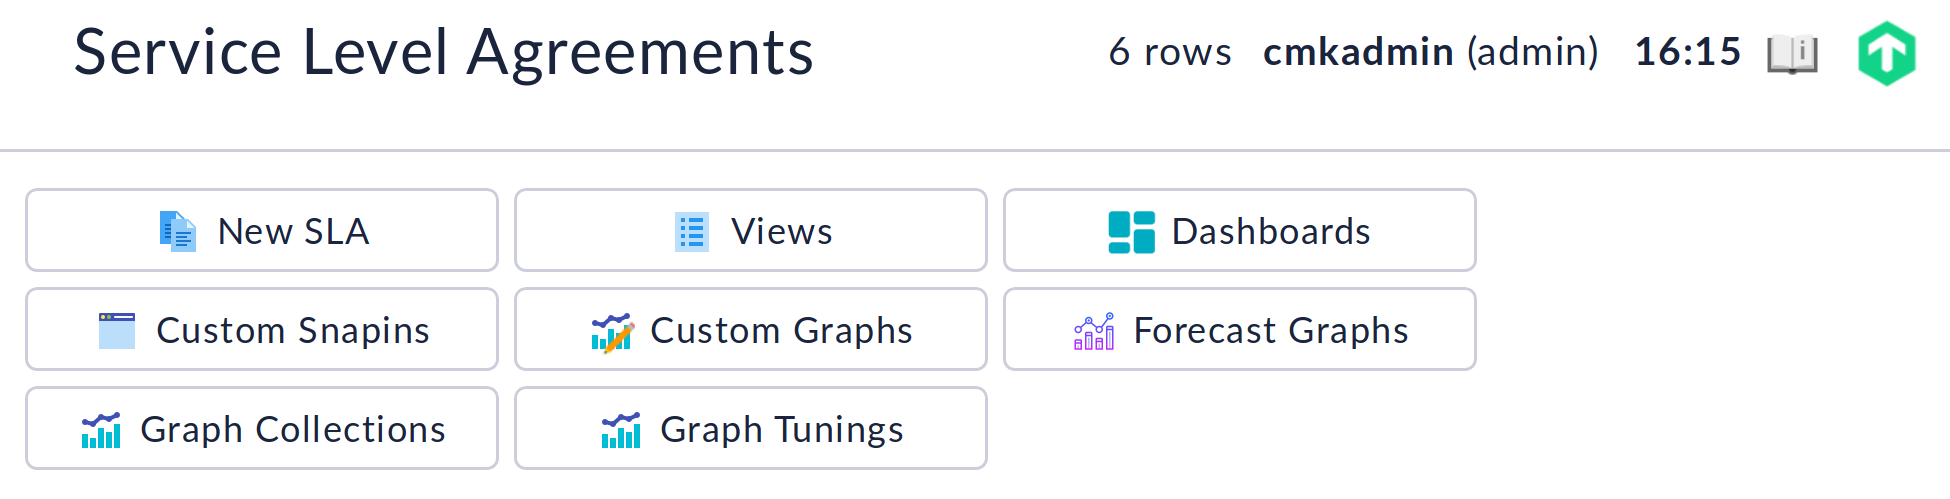 Service Level Agreements
6 rows cmkadmin (admin) 16:15
New SLA
Views
Dashboards
Custom Snapins
Custom Graphs
Forecast Graphs
Graph Collections
Graph Tunings